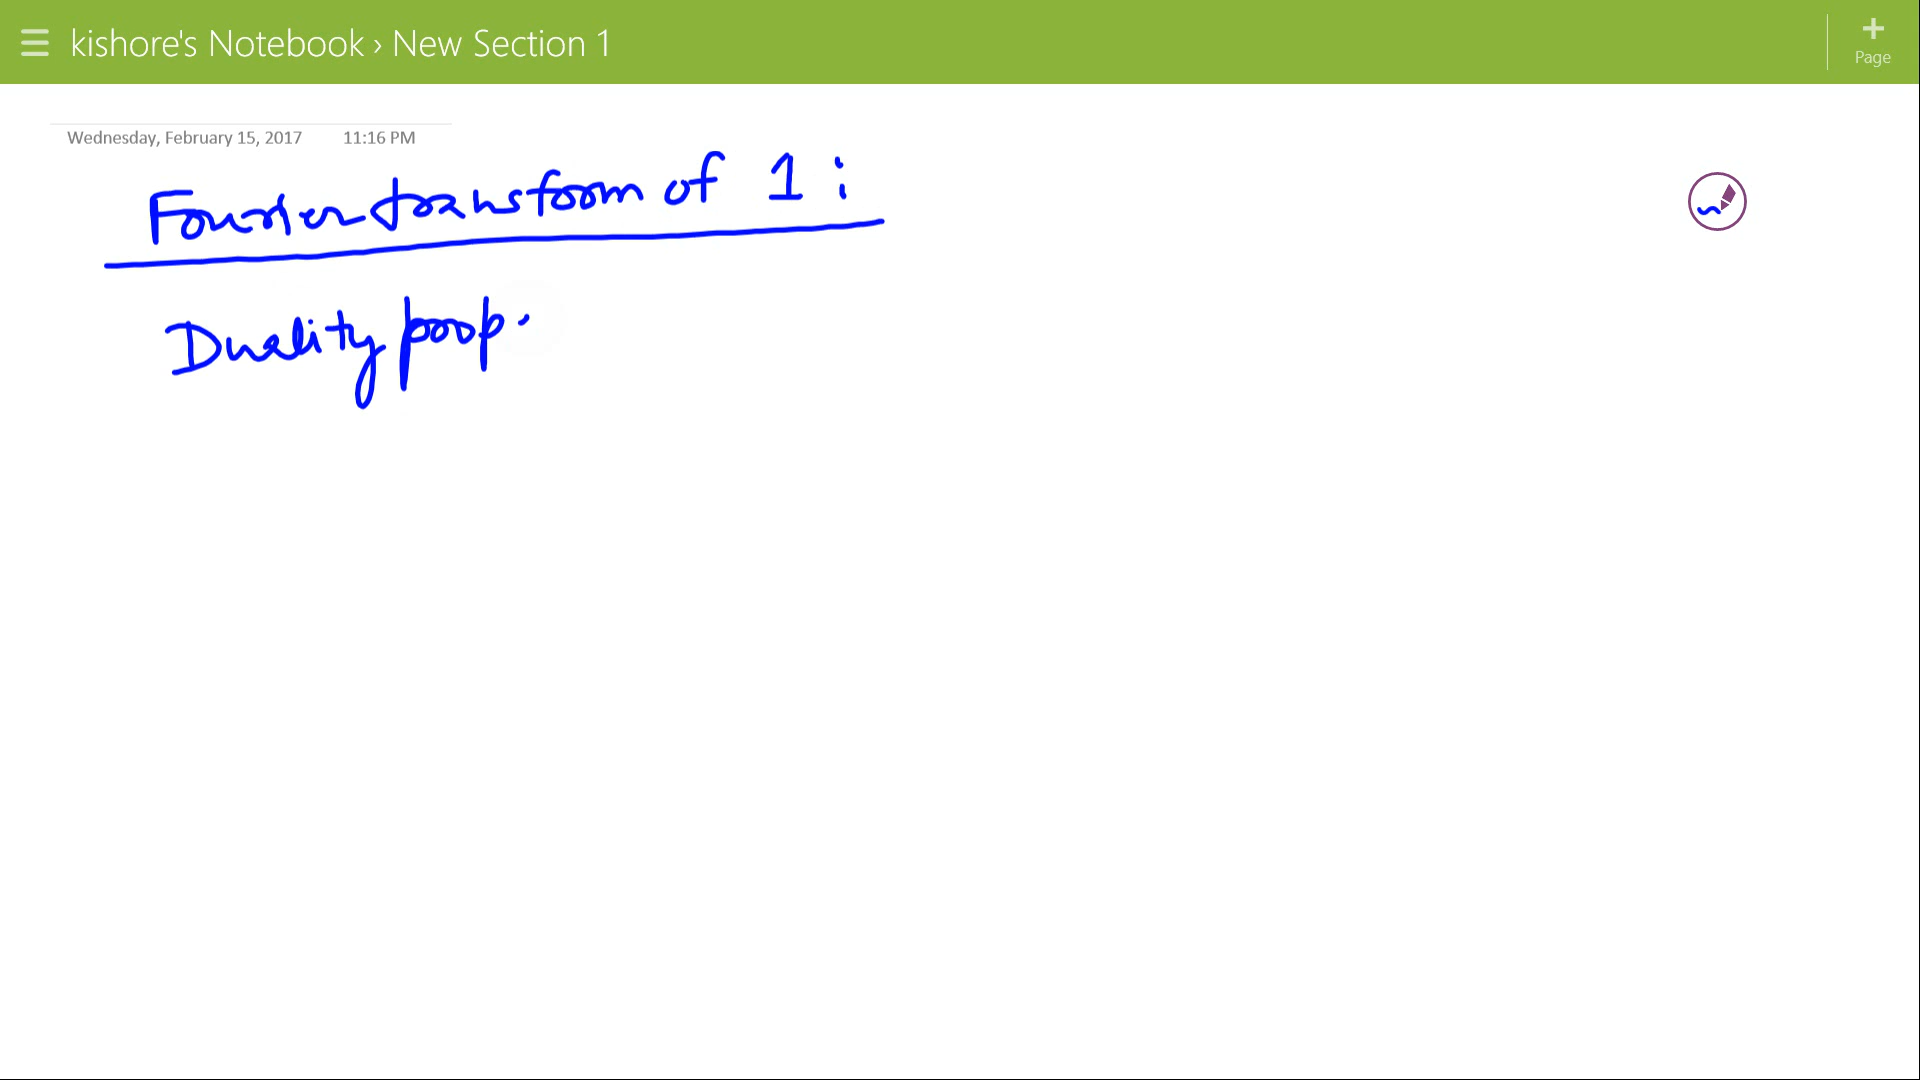 kishore's Notebook › New Section 1
Page
Wednesday, February 15, 2017 11:16 PM
Fourier transform of 1 :
Duality prop.